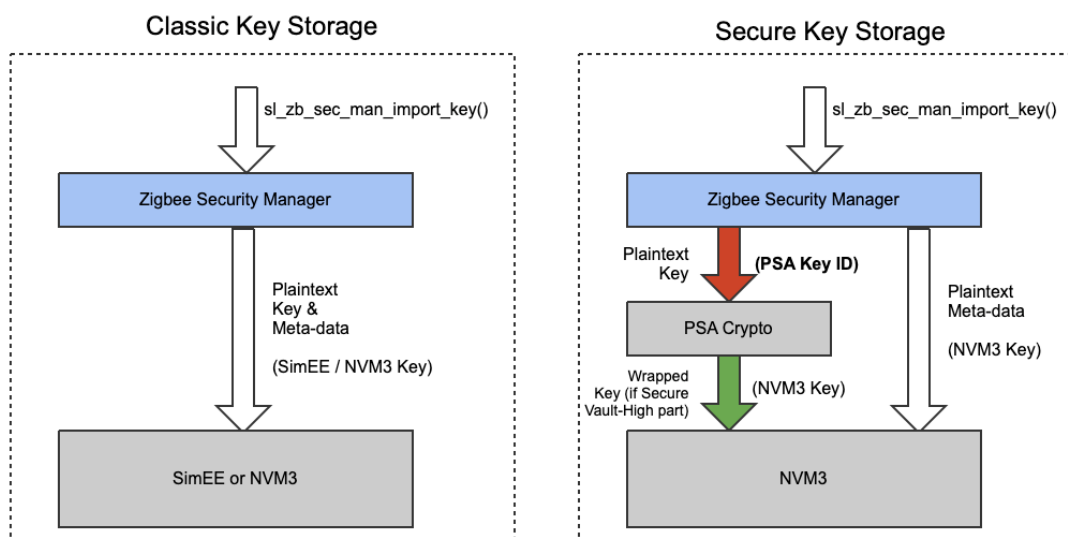 Classic Key Storage
sl_zb_sec_man_import_key()
Zigbee Security Manager
Plaintext
Key &
Meta-data
(SimEE / NVM3 Key)
SimEE or NVM3
Secure Key Storage
sl_zb_sec_man_import_key()
Zigbee Security Manager
Plaintext
Key
(PSA Key ID)
PSA Crypto
Wrapped
Key (if Secure
Vault-High part)
(NVM3 Key)
Plaintext
Meta-data
(NVM3 Key)
NVM3